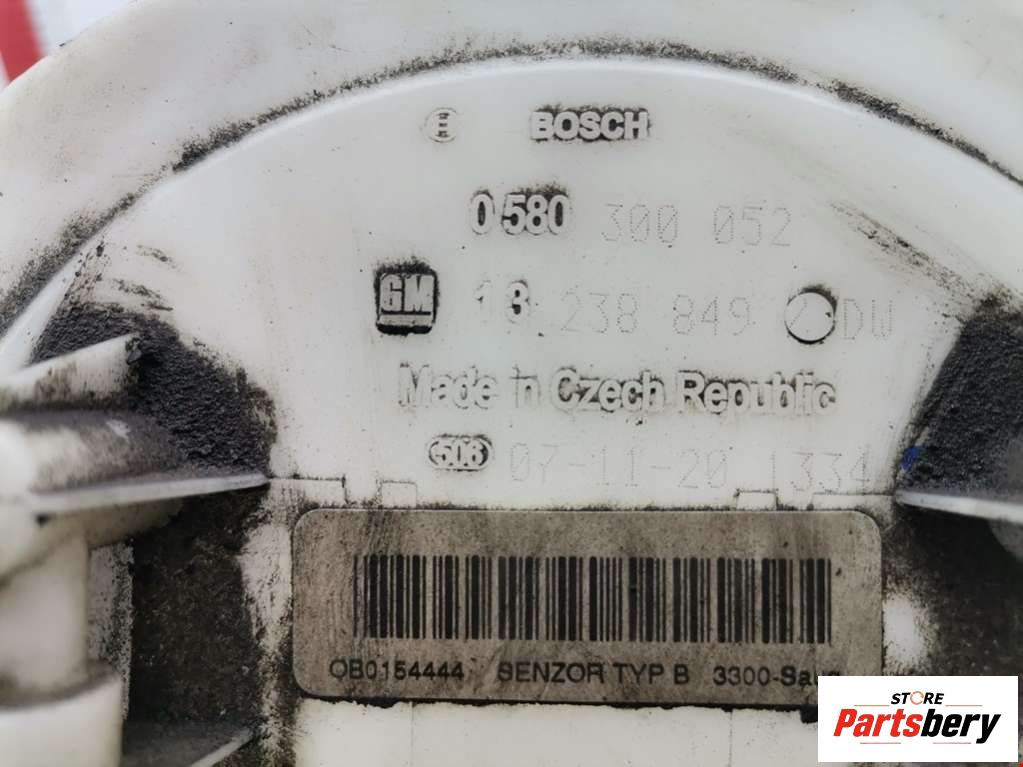 E BOSCH
0 580 300 052
GM 13 238 849 DW
Made in Czech Republic
503 07-11-20 1334
OB0154444 SENZOR TYP B
STORE
Partsbery